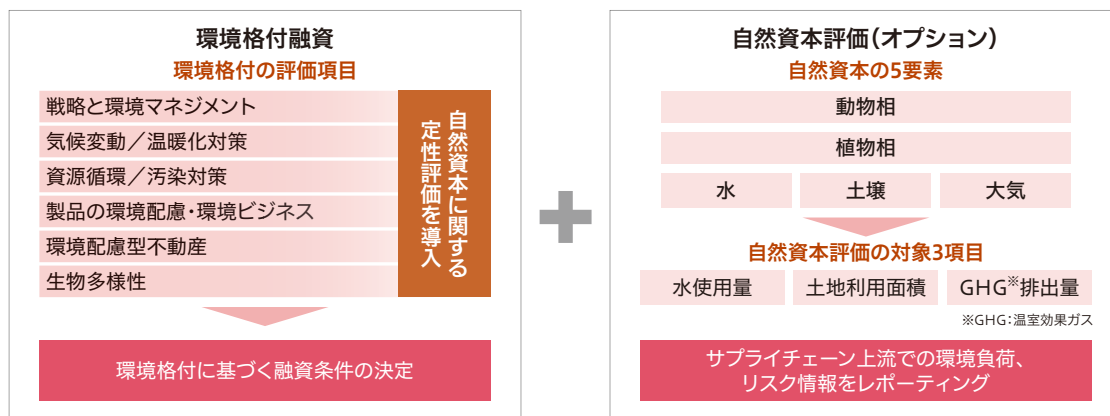 環境格付融資
環境格付の評価項目
戦略と環境マネジメント
気候変動／温暖化対策
資源循環／汚染対策
製品の環境配慮・環境ビジネス
環境配慮型不動産
生物多様性
自然資本に関する
定性評価を導入
環境格付に基づく融資条件の決定
自然資本評価（オプション）
自然資本の5要素
動物相
植物相
水
土壌
大気
自然資本評価の対象3項目
水使用量
土地利用面積
GHG※排出量
※GHG：温室効果ガス
サプライチェーン上流での環境負荷、
リスク情報をレポーティング